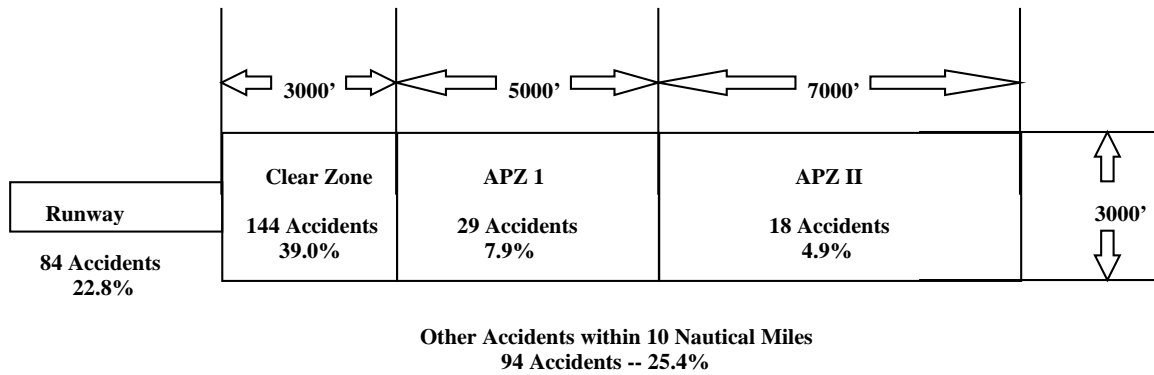 3000’
5000’
7000’
Clear Zone
144 Accidents
39.0%
APZ 1
29 Accidents
7.9%
APZ II
18 Accidents
4.9%
3000’
Runway
84 Accidents
22.8%
Other Accidents within 10 Nautical Miles
94 Accidents -- 25.4%